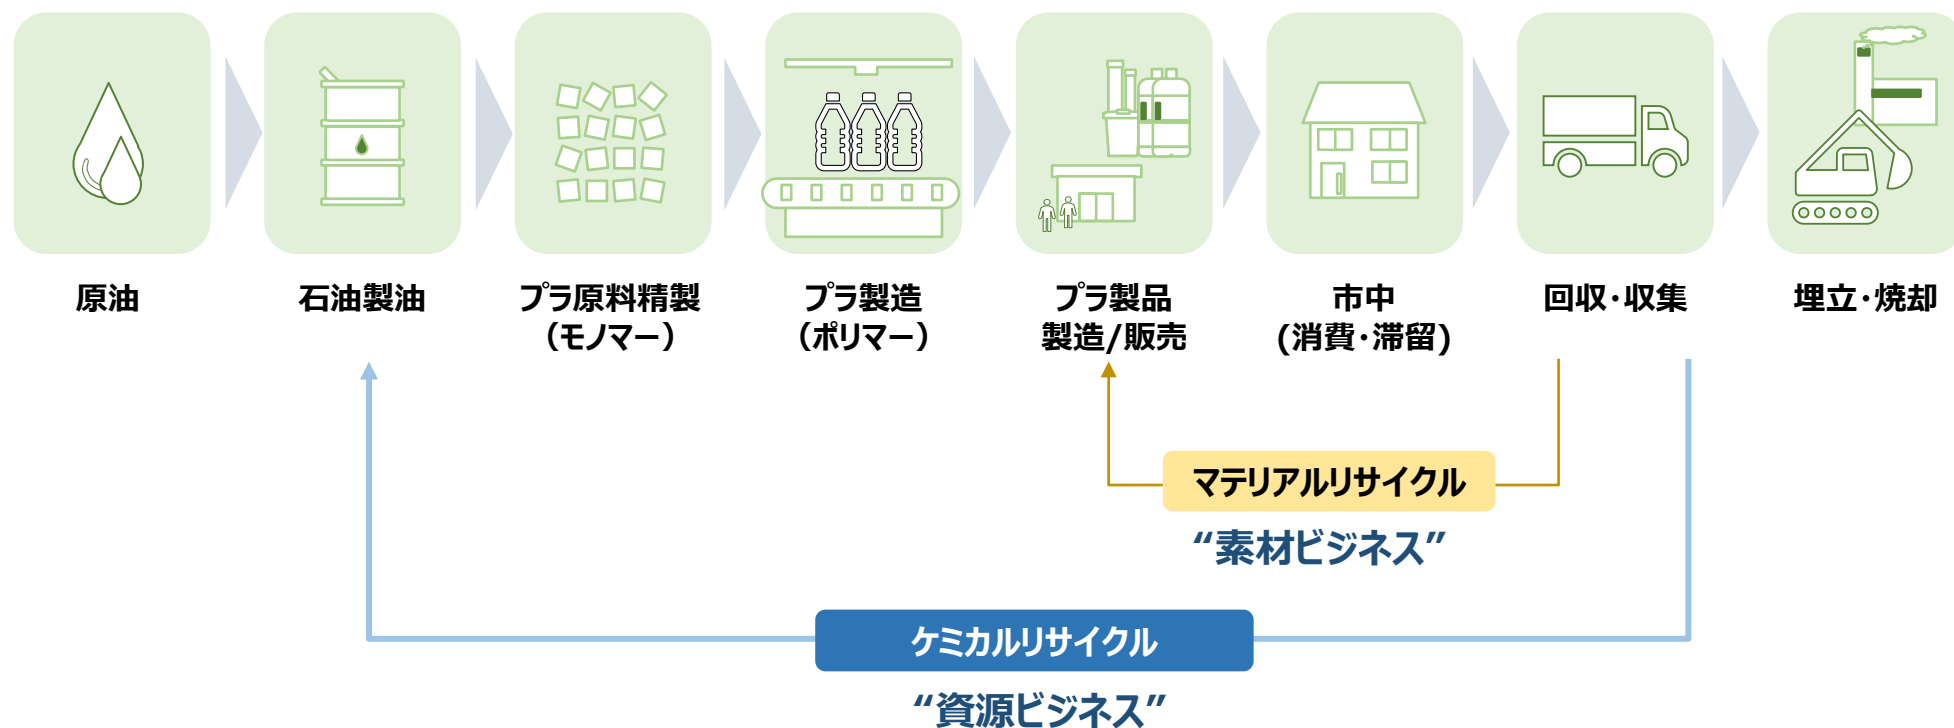 原油
石油製油
プラ原料精製
（モノマー）
プラ製造
（ポリマー）
プラ製品
製造/販売
市中
(消費・滞留)
回収・収集
埋立・焼却
マテリアルリサイクル
“素材ビジネス”
ケミカルリサイクル
“資源ビジネス”